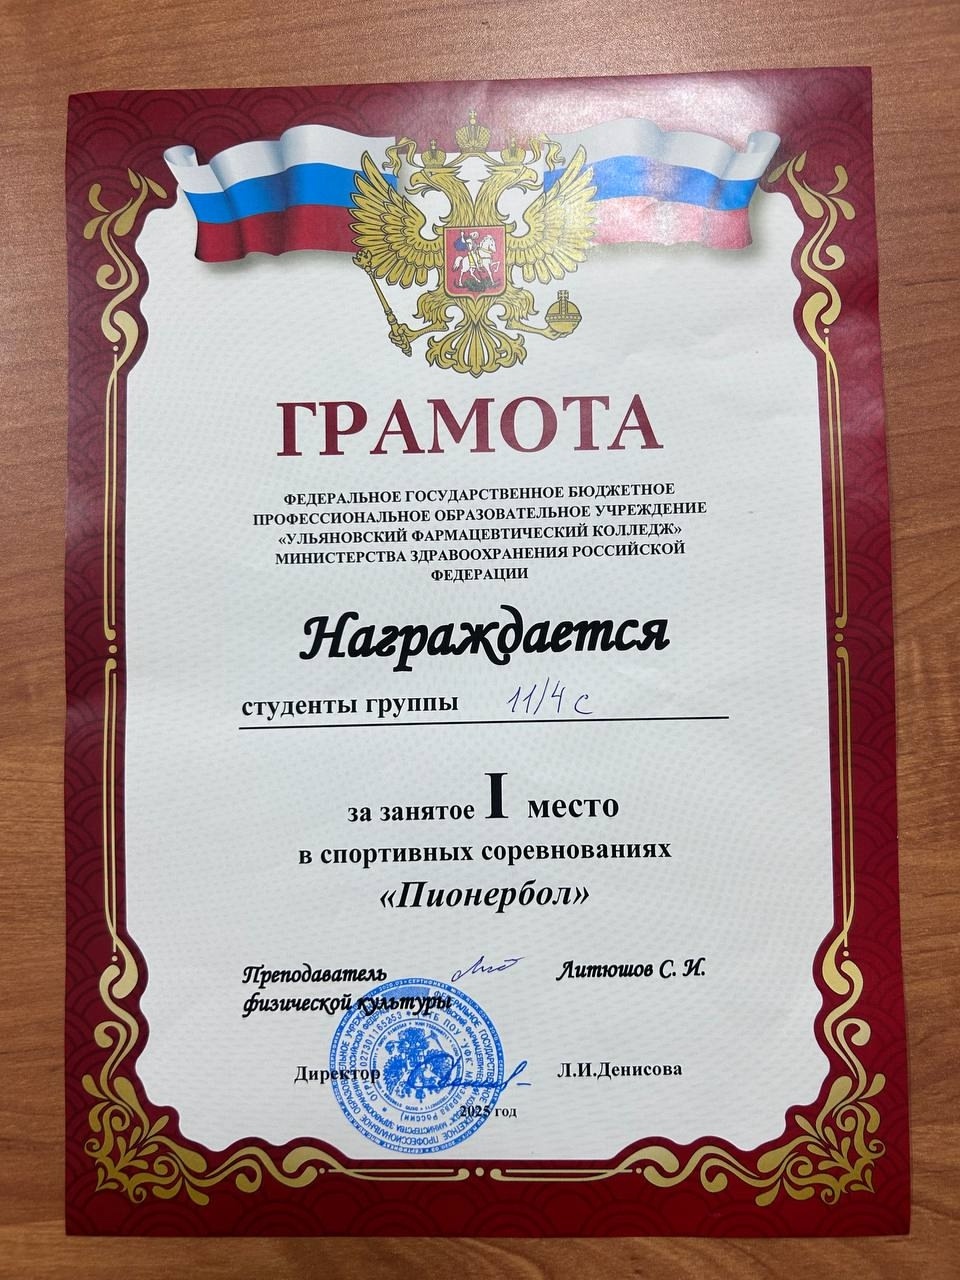 ГРАМОТА
ФЕДЕРАЛЬНОЕ ГОСУДАРСТВЕННОЕ БЮДЖЕТНОЕ
ПРОФЕССИОНАЛЬНОЕ ОБРАЗОВАТЕЛЬНОЕ УЧРЕЖДЕНИЕ
«УЛЬЯНОВСКИЙ ФАРМАЦЕВТИЧЕСКИЙ КОЛЛЕДЖ»
МИНИСТЕРСТВА ЗДРАВООХРАНЕНИЯ РОССИЙСКОЙ
ФЕДЕРАЦИИ
Награждается
студенты группы 11/4 с
за занятое I место
в спортивных соревнованиях
«Пионербол»
Преподаватель Литюшов С. И.
физической культуры
Директор Л.И.Денисова
2025 год